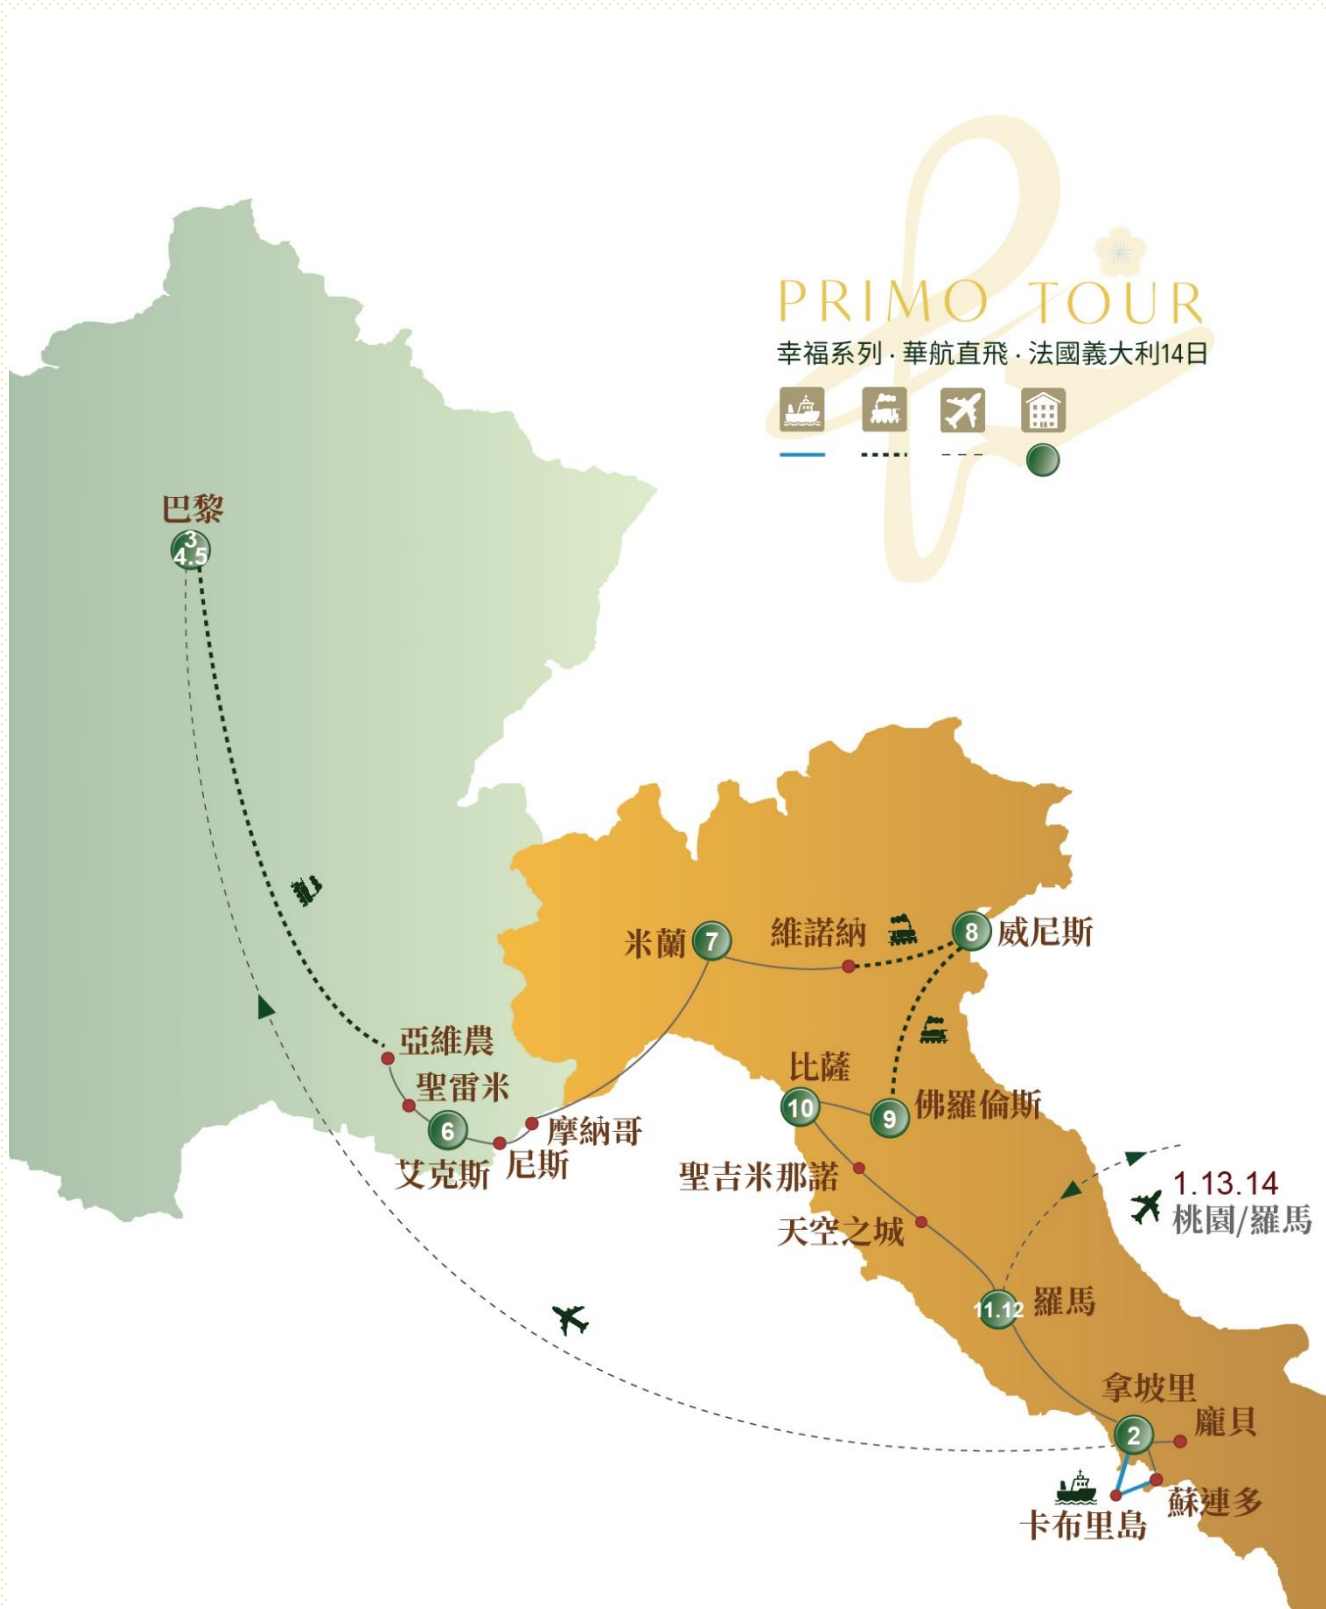 PRIMO TOUR
幸福系列·華航直飛·法國義大利14日
巴黎
3
4.5
米蘭
7
維諾納
8
威尼斯
亞維農
聖雷米
6
艾克斯
尼斯
摩納哥
比薩
10
9
佛羅倫斯
聖吉米那諾
天空之城
1.13.14
桃園/羅馬
11.12
羅馬
拿坡里
2
龐貝
蘇連多
卡布里島